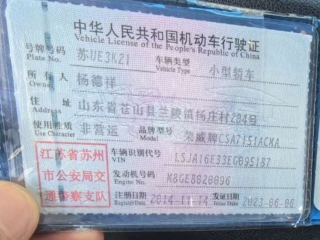 中华人民共和国机动车行驶证
Vehicle License of the People's Republic of China
号牌号码 Plate No. 苏UE3K21 车辆类型 Vehicle Type 小型轿车
所有人 Owner 杨德祥
住址 Address 山东省苍山县兰陵镇杨庄村284号
使用性质 Use Character 非营运 品牌型号 Model 荣威牌CSA7151ACKA
江苏省苏州
市公安局交
通警察支队
车辆识别代号 VIN LSJA16E33EG095187
发动机号码 Engine No. K8GE8020096
注册日期 Register Date 2014-11-14 发证日期 Issue Date 2023-06-06